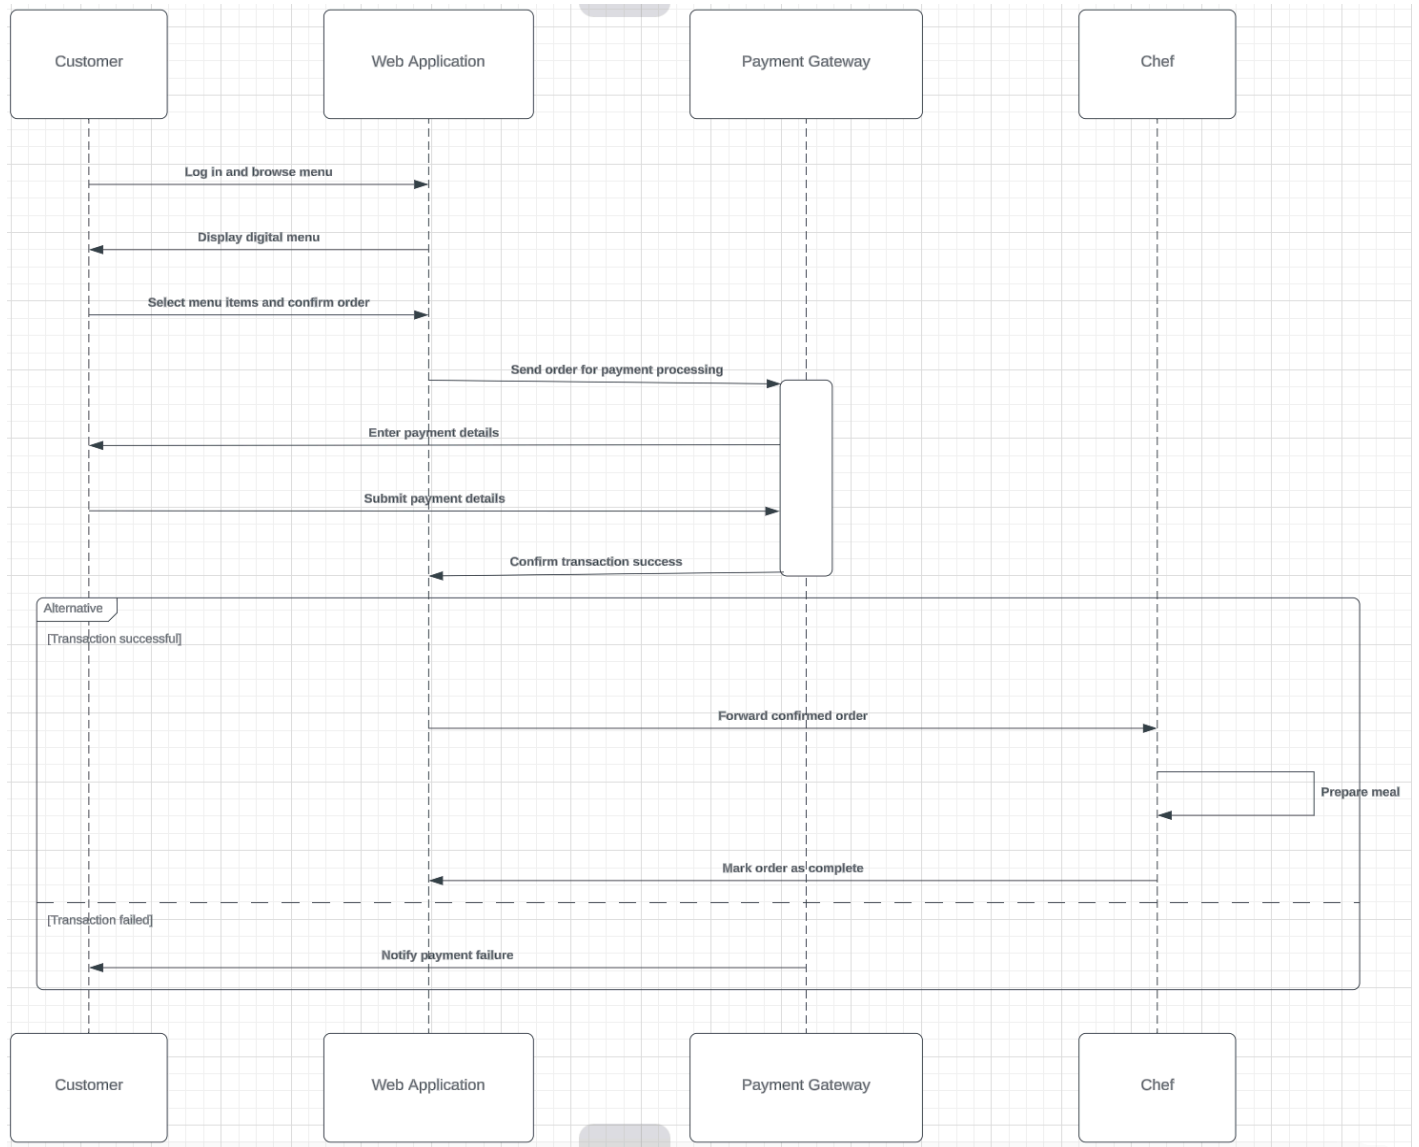 Customer
Web Application
Payment Gateway
Chef
Log in and browse menu
Display digital menu
Select menu items and confirm order
Send order for payment processing
Enter payment details
Submit payment details
Confirm transaction success
Alternative
[Transaction successful]
Forward confirmed order
Prepare meal
Mark order as complete
[Transaction failed]
Notify payment failure
Customer
Web Application
Payment Gateway
Chef